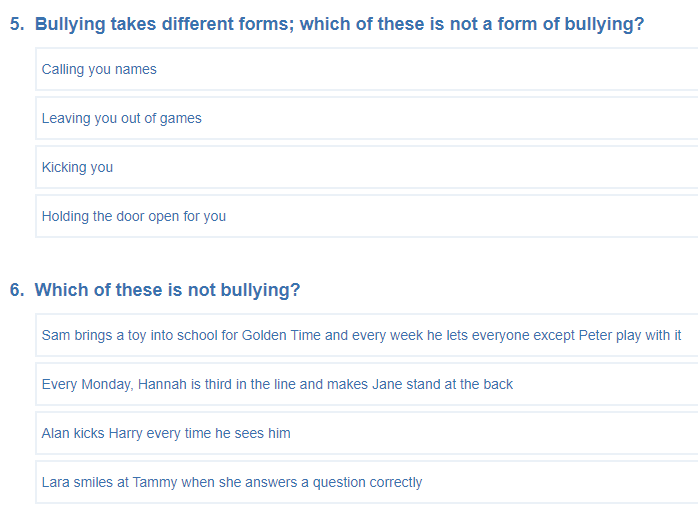 5. Bullying takes different forms; which of these is not a form of bullying?
Calling you names
Leaving you out of games
Kicking you
Holding the door open for you
6. Which of these is not bullying?
Sam brings a toy into school for Golden Time and every week he lets everyone except Peter play with it
Every Monday, Hannah is third in the line and makes Jane stand at the back
Alan kicks Harry every time he sees him
Lara smiles at Tammy when she answers a question correctly